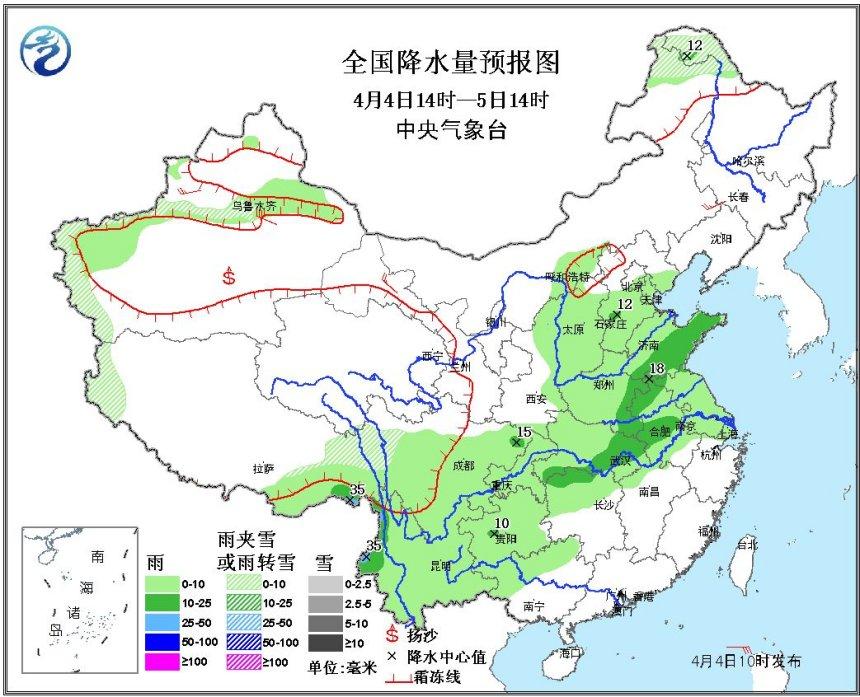 全国降水量预报图
4月4日14时—5日14时
中央气象台
12
哈尔滨
长春
沈阳
乌鲁木齐
呼和浩特
北京
天津
12
石家庄
太原
银川
济南
西宁
兰州
18
郑州
西安
南京
合肥
上海
15
武汉
杭州
成都
拉萨
重庆
35
南昌
长沙
10
贵阳
福州
35
昆明
台北
南宁
香港
澳门
海口
南
海
诸
岛
雨
雨夹雪
或雨转雪
雪
0-10 0-10 0-2.5
10-25 10-25 2.5-5
25-50 25-50 5-10
50-100 50-100 ≥10
≥100 ≥100 单位:毫米
扬沙
降水中心值
霜冻线
4月4日10时发布